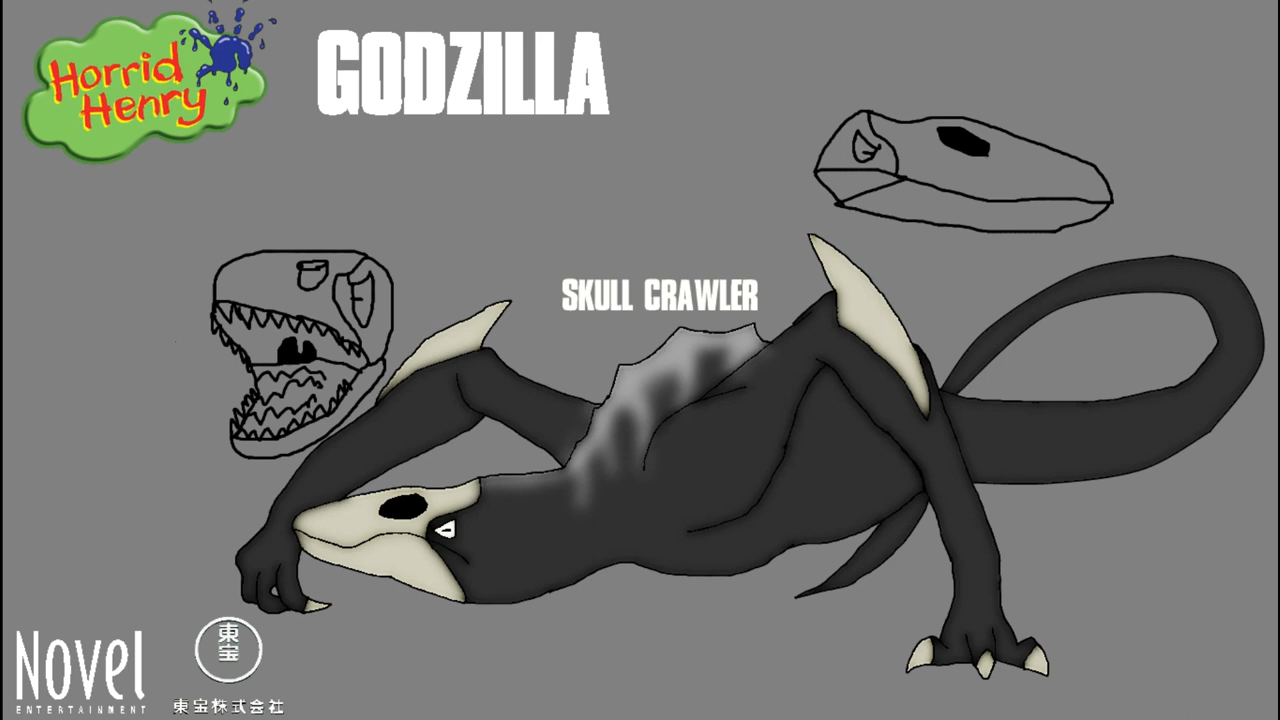 Horrid
Henry
GODZILLA
SKULL CRAWLER
Novel
ENTERTAINMENT
東宝
東宝株式会社